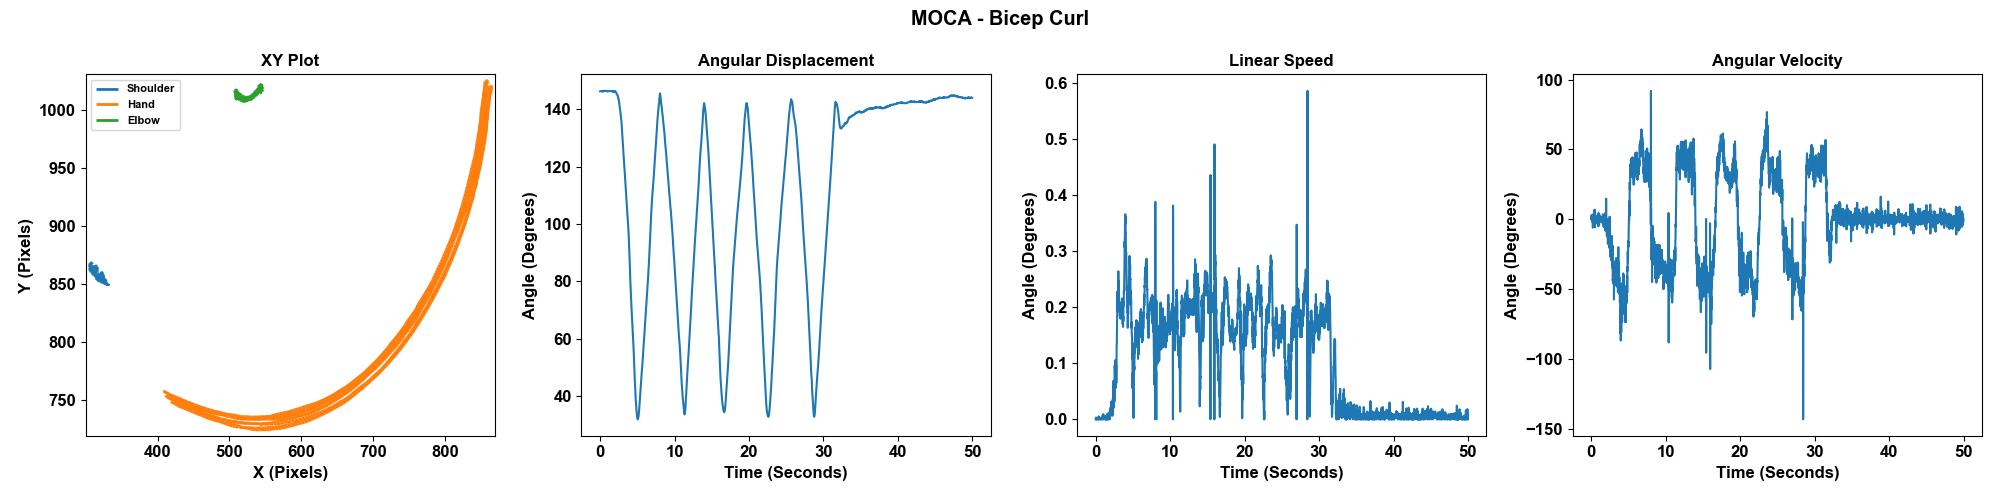 MOCA - Bicep Curl
XY Plot
Shoulder
Hand
Elbow
Y (Pixels)
1000
950
900
850
800
750
400 500 600 700 800
X (Pixels)
Angular Displacement
Angle (Degrees)
140
120
100
80
60
40
0 10 20 30 40 50
Time (Seconds)
Linear Speed
Angle (Degrees)
0.6
0.5
0.4
0.3
0.2
0.1
0.0
0 10 20 30 40 50
Time (Seconds)
Angular Velocity
Angle (Degrees)
100
50
0
−50
−100
−150
0 10 20 30 40 50
Time (Seconds)